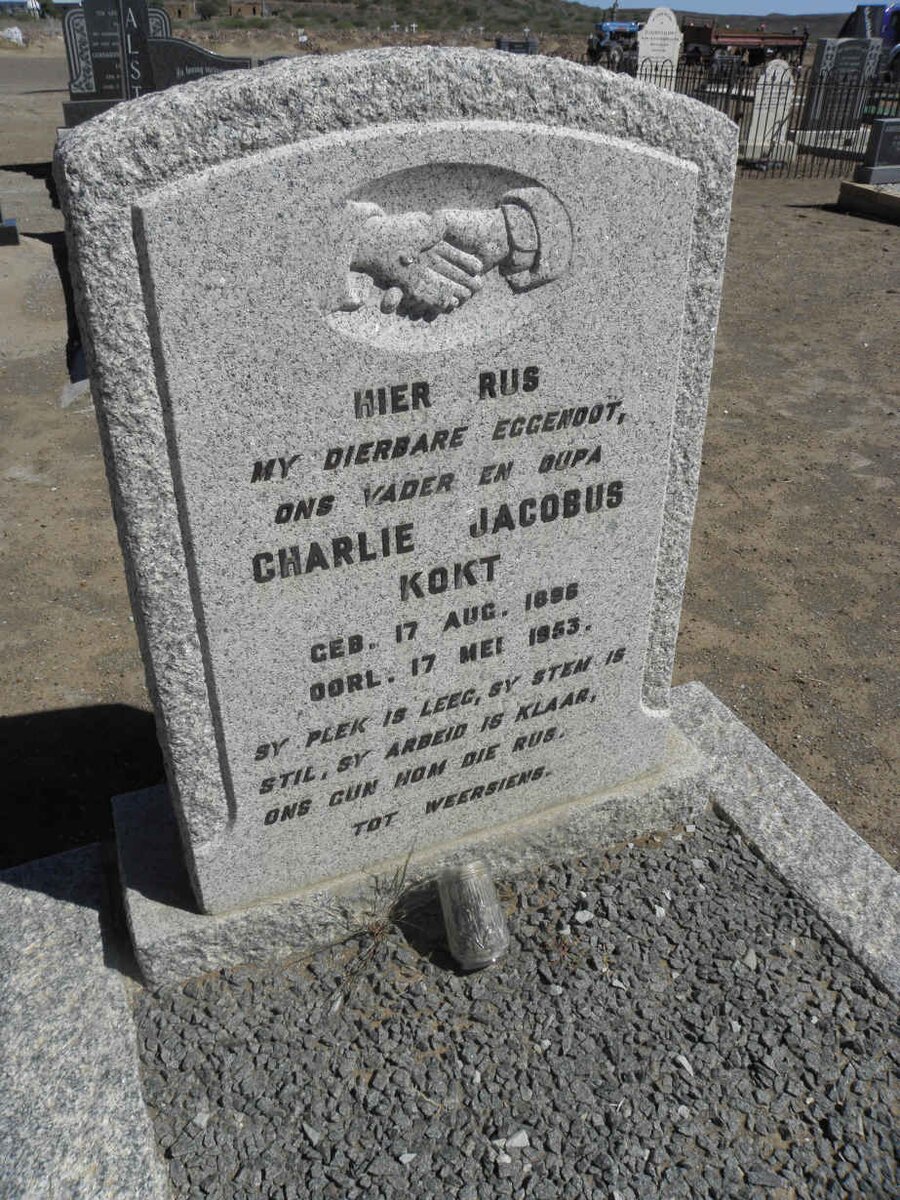 HIER RUS
MY DIERBARE EGGENOOT,
ONS VADER EN OUPA
CHARLIE JACOBUS
KOKT
GEB. 17 AUG. 1896
OORL. 17 MEI 1953.
SY PLEK IS LEEG, SY STEM IS
STIL, SY ARBEID IS KLAAR,
ONS GUN HOM DIE RUS.
TOT WEERSIENS.